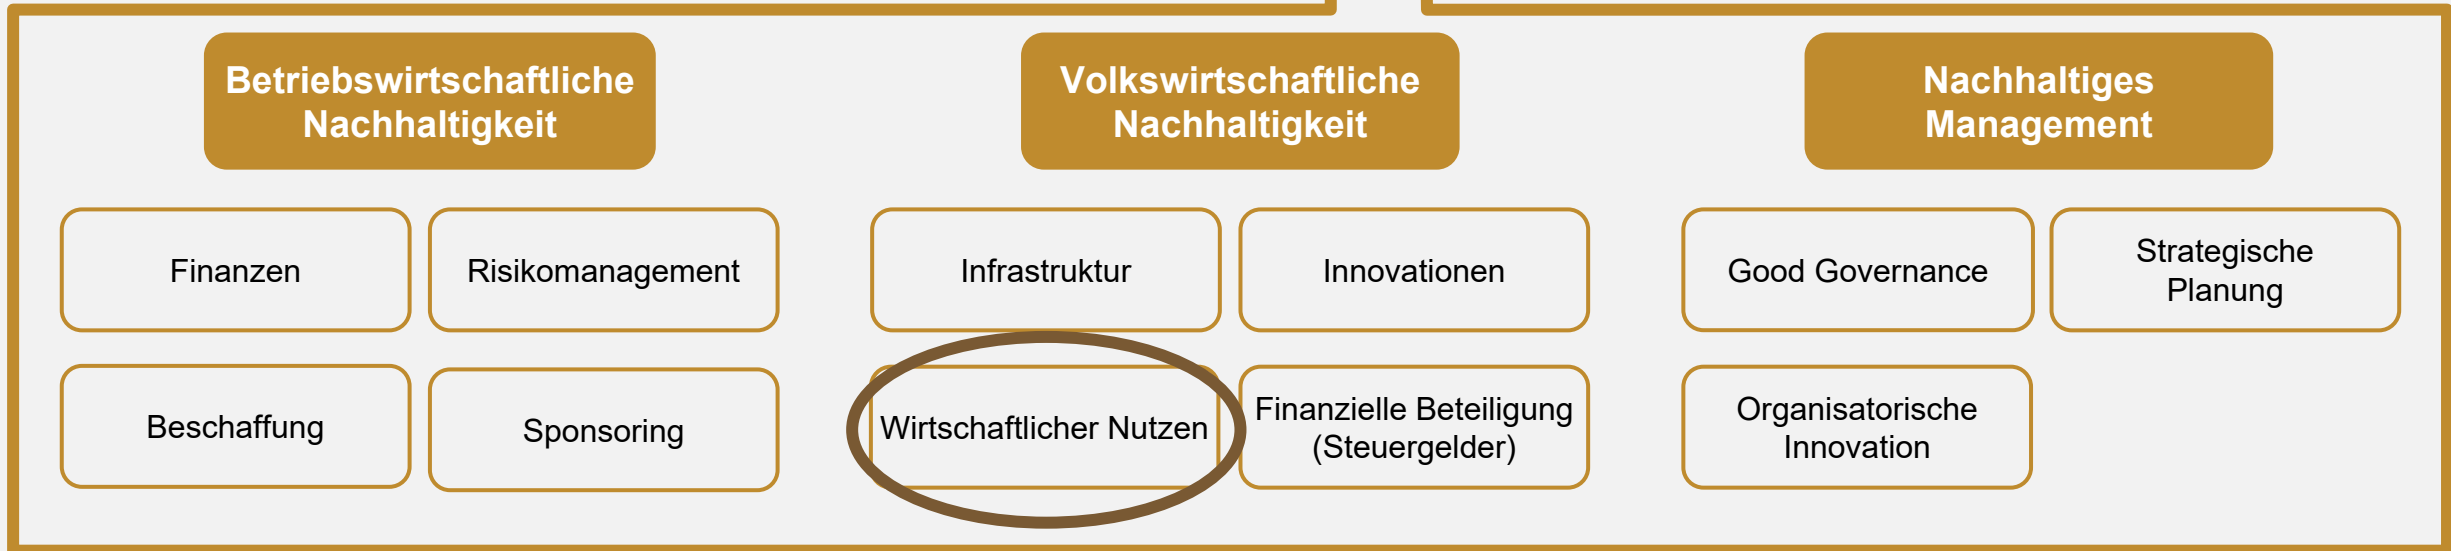 Betriebswirtschaftliche
Nachhaltigkeit
Volkswirtschaftliche
Nachhaltigkeit
Nachhaltiges
Management
Finanzen
Risikomanagement
Infrastruktur
Innovationen
Good Governance
Strategische
Planung
Beschaffung
Sponsoring
Wirtschaftlicher Nutzen
Finanzielle Beteiligung
(Steuergelder)
Organisatorische
Innovation